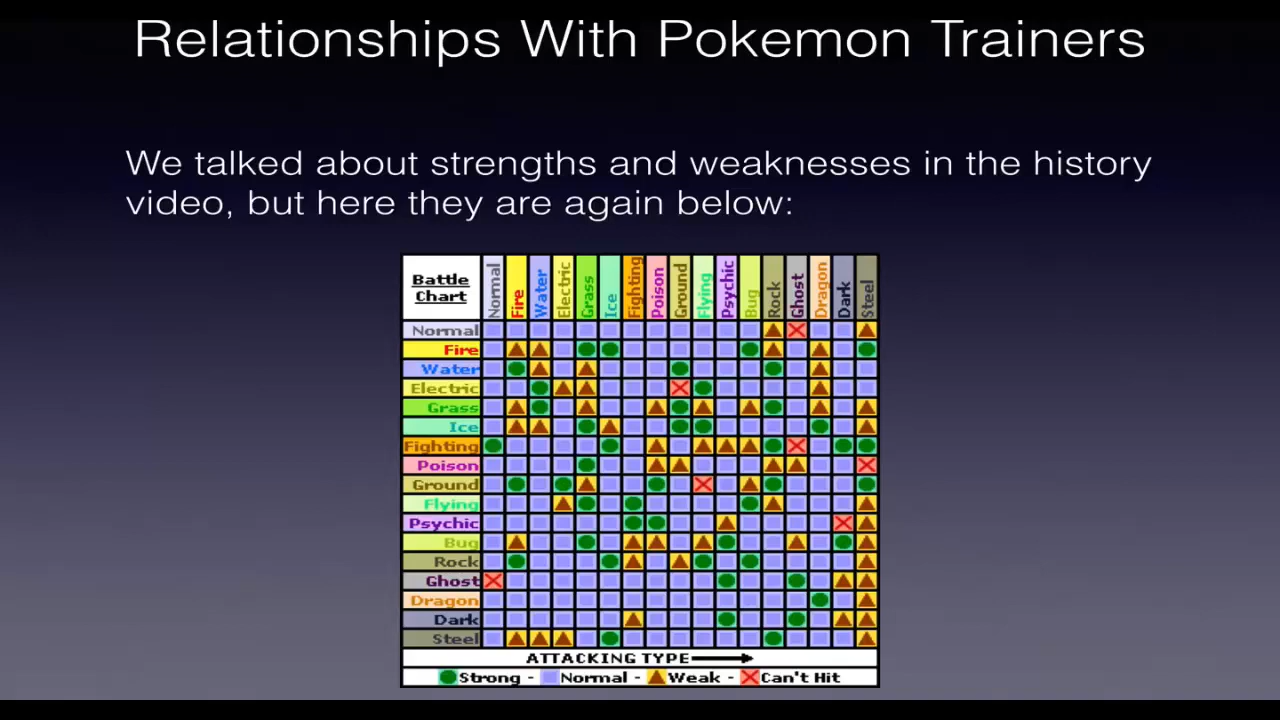 Relationships With Pokemon Trainers
We talked about strengths and weaknesses in the history
video, but here they are again below:
Battle
Chart
Normal
Fire
Water
Electric
Grass
Ice
Fighting
Poison
Ground
Flying
Psychic
Bug
Rock
Ghost
Dragon
Dark
Steel
Normal
Fire
Water
Electric
Grass
Ice
Fighting
Poison
Ground
Flying
Psychic
Bug
Rock
Ghost
Dragon
Dark
Steel
ATTACKING TYPE
Strong - Normal - Weak - Can't Hit